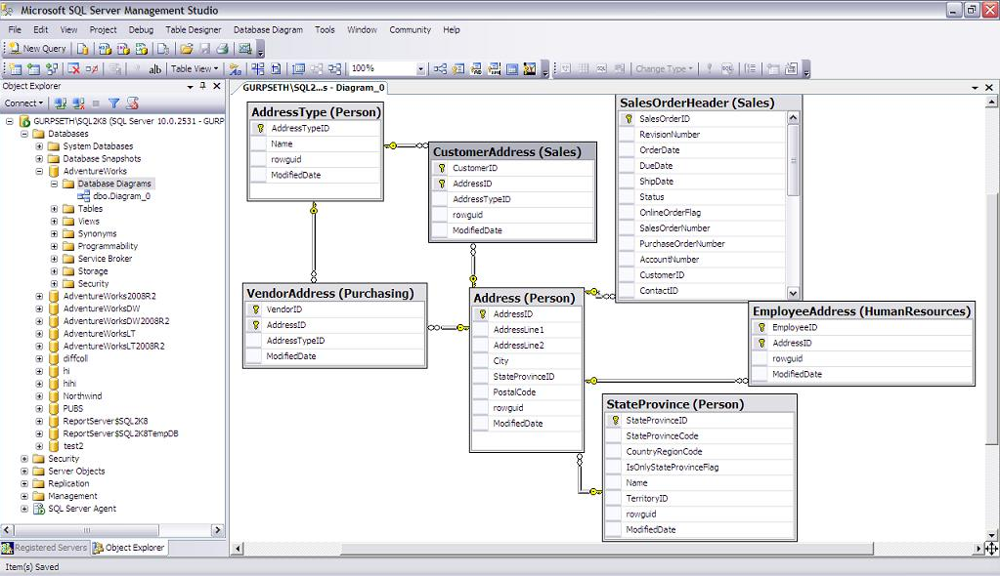 Microsoft SQL Server Management Studio
File Edit View Project Debug Table Designer Database Diagram Tools Window Community Help
New Query
ab| Table View 100% Change Type
Object Explorer
Connect
GURPSETH\SQL2K8 (SQL Server 10.0.2531 - GURP
Databases
System Databases
Database Snapshots
AdventureWorks
Database Diagrams
dbo.Diagram_0
Tables
Views
Synonyms
Programmability
Service Broker
Storage
Security
AdventureWorks2008R2
AdventureWorksDW
AdventureWorksDW2008R2
AdventureWorksLT
AdventureWorksLT2008R2
diffcoll
hi
hihi
Northwind
PUBS
ReportServer$SQL2K8
ReportServer$SQL2K8TempDB
test2
Security
Server Objects
Replication
Management
SQL Server Agent
Registered Servers Object Explorer
GURPSETH\SQL2...s - Diagram_0
AddressType (Person)
AddressTypeID
Name
rowguid
ModifiedDate
CustomerAddress (Sales)
CustomerID
AddressID
AddressTypeID
rowguid
ModifiedDate
SalesOrderHeader (Sales)
SalesOrderID
RevisionNumber
OrderDate
DueDate
ShipDate
Status
OnlineOrderFlag
SalesOrderNumber
PurchaseOrderNumber
AccountNumber
CustomerID
ContactID
VendorAddress (Purchasing)
VendorID
AddressID
AddressTypeID
ModifiedDate
Address (Person)
AddressID
AddressLine1
AddressLine2
City
StateProvinceID
PostalCode
rowguid
ModifiedDate
EmployeeAddress (HumanResources)
EmployeeID
AddressID
rowguid
ModifiedDate
StateProvince (Person)
StateProvinceID
StateProvinceCode
CountryRegionCode
IsOnlyStateProvinceFlag
Name
TerritoryID
rowguid
ModifiedDate
Item(s) Saved